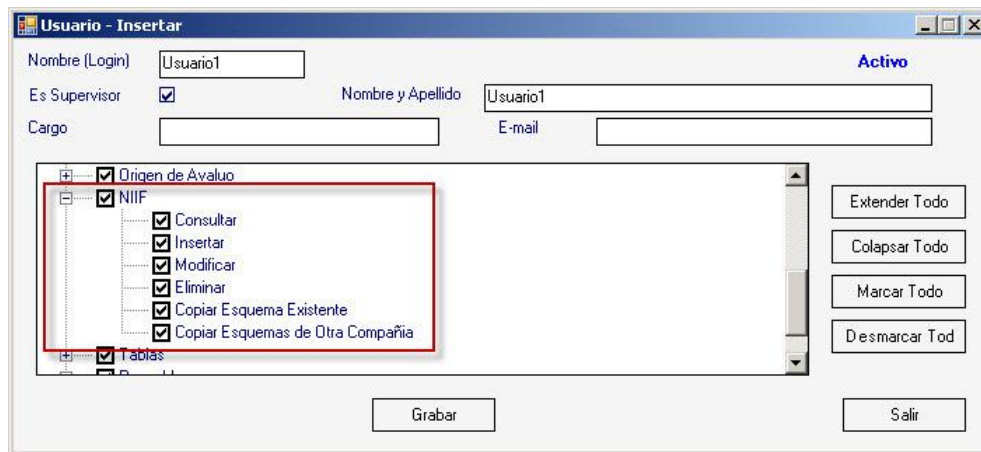 Usuario - Insertar
Nombre (Login) Usuario1 Activo
Es Supervisor Nombre y Apellido Usuario1
Cargo E-mail
Origen de Avaluo
NIIF
Consultar
Insertar
Modificar
Eliminar
Copiar Esquema Existente
Copiar Esquemas de Otra Compañia
Tablas
Extender Todo
Colapsar Todo
Marcar Todo
Desmarcar Tod
Grabar Salir